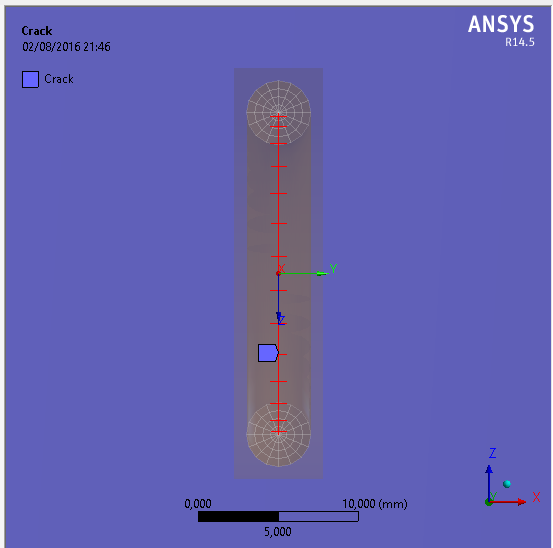 Crack
02/08/2016 21:46
Crack
ANSYS
R14.5
X
Y
Z
Z
X
0,000
10,000 (mm)
5,000